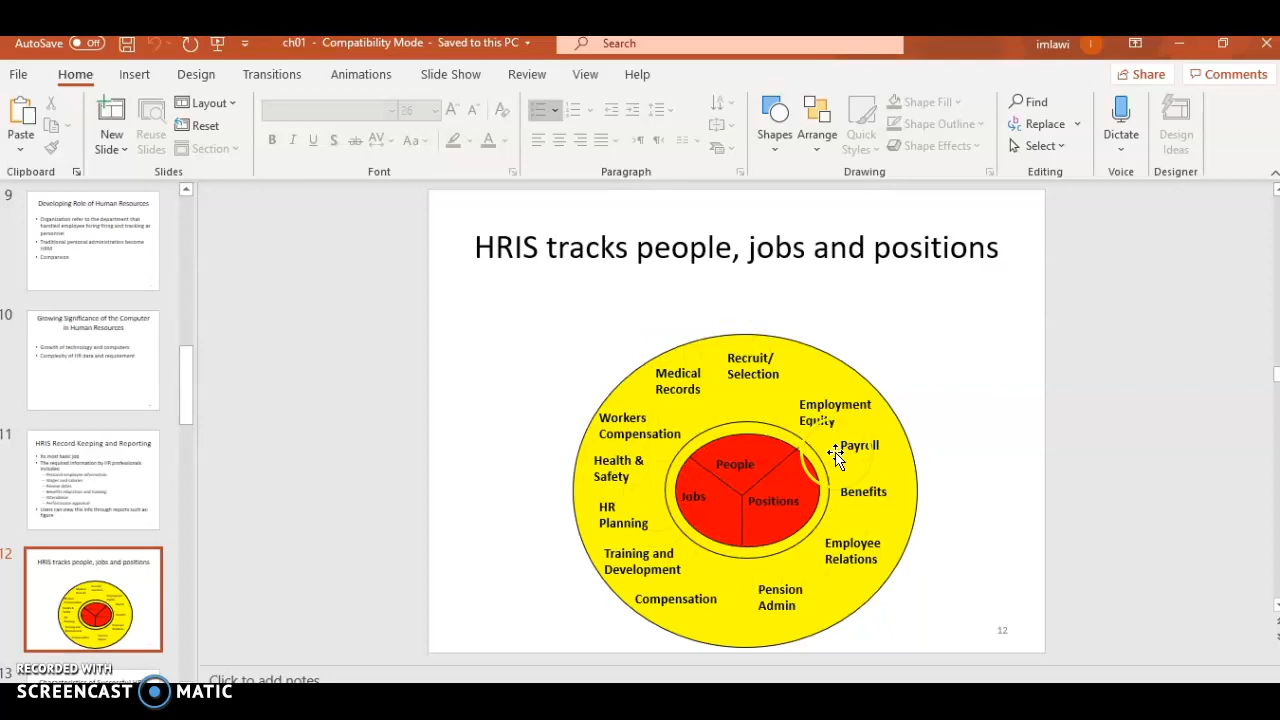 AutoSave Off ch01 - Compatibility Mode - Saved to this PC Search imlawi I
File Home Insert Design Transitions Animations Slide Show Review View Help Share Comments
Paste
New Slide
Reuse Slides
Layout
Reset
Section
26
Shapes
Arrange
Quick Styles
Shape Fill
Shape Outline
Shape Effects
Find
Replace
Select
Dictate
Design Ideas
Clipboard Slides Font Paragraph Drawing Editing Voice Designer
9
Developing Role of Human Resources
• Organization refer to the department that
handled employee hiring firing and tracking as
personnel
• Traditional personal administration become
HRM
• Comparison
10
Growing Significance of the Computer
in Human Resources
• Growth of technology and computers
• Complexity of HR data and requirement
11
HRIS Record Keeping and Reporting
• Its most basic job
• The required information by HR professionals
includes
– Personal employee information
– Wages and salaries
– Review dates
– Benefits education and training
– Attendance
– Performance appraisal
• Users can view this info through reports such as
figure
12
HRIS tracks people, jobs and positions
13
HRIS tracks people, jobs and positions
Recruit/
Selection
Medical
Records
Employment
Equity
Workers
Compensation
Payroll
Health &
Safety
People
Jobs
Positions
Benefits
HR
Planning
Employee
Relations
Training and
Development
Compensation
Pension
Admin
12
Click to add notes
RECORDED WITH
SCREENCAST MATIC